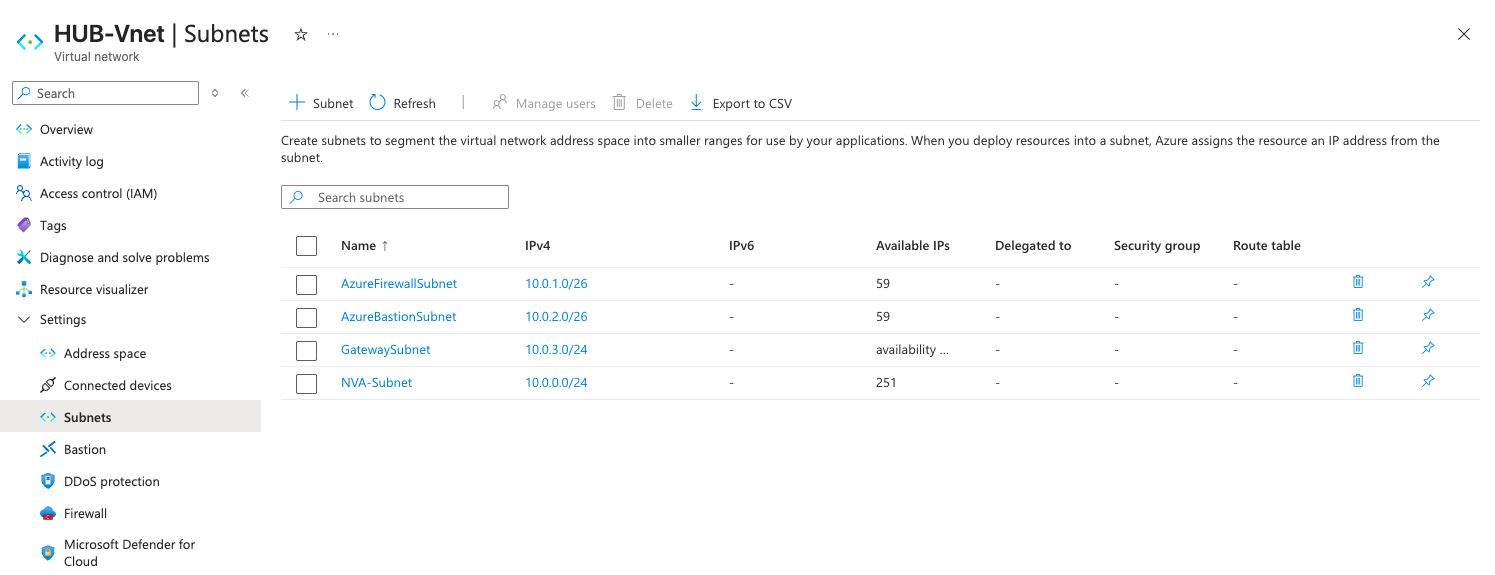 HUB-Vnet | Subnets
Virtual network
Search
Overview
Activity log
Access control (IAM)
Tags
Diagnose and solve problems
Resource visualizer
Settings
Address space
Connected devices
Subnets
Bastion
DDoS protection
Firewall
Microsoft Defender for
Cloud
Subnet Refresh Manage users Delete Export to CSV
Create subnets to segment the virtual network address space into smaller ranges for use by your applications. When you deploy resources into a subnet, Azure assigns the resource an IP address from the
subnet.
Search subnets
Name ↑ IPv4 IPv6 Available IPs Delegated to Security group Route table
AzureFirewallSubnet 10.0.1.0/26 - 59 - - -
AzureBastionSubnet 10.0.2.0/26 - 59 - - -
GatewaySubnet 10.0.3.0/24 - availability ... - - -
NVA-Subnet 10.0.0.0/24 - 251 - - -